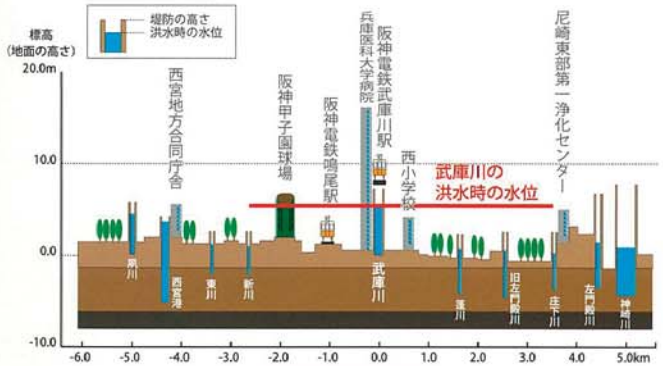 堤防の高さ
洪水時の水位
標高
(地面の高さ)
20.0m
10.0
0.0
-10.0
西宮地方合同庁舎
阪神甲子園球場
阪神電鉄鳴尾駅
兵庫医科大学病院
阪神電鉄武庫川駅
西小学校
尼崎東部第一浄化センター
武庫川の
洪水時の水位
夙川
西宮港
東川
新川
武庫川
蓬川
旧左門殿川
庄下川
左門殿川
神崎川
-6.0 -5.0 -4.0 -3.0 -2.0 -1.0 0.0 1.0 2.0 3.0 4.0 5.0km